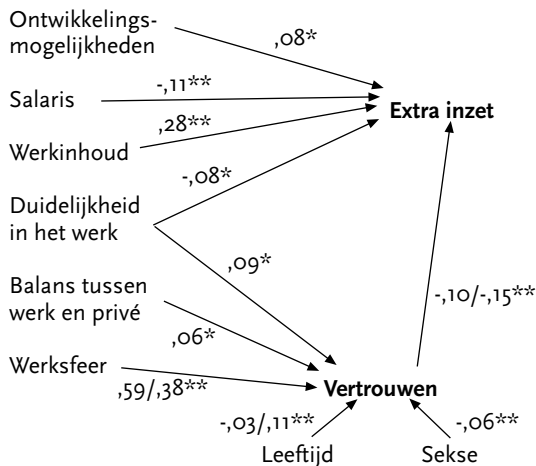 Ontwikkelings-
mogelijkheden
,08*
Salaris
-,11**
Extra inzet
,28**
Werkinhoud
-,08*
Duidelijkheid
in het werk
,09*
Balans tussen
werk en privé
-,10/-,15**
,06*
Werksfeer
,59/,38**
Vertrouwen
-,03/,11**
-,06**
Leeftijd
Sekse